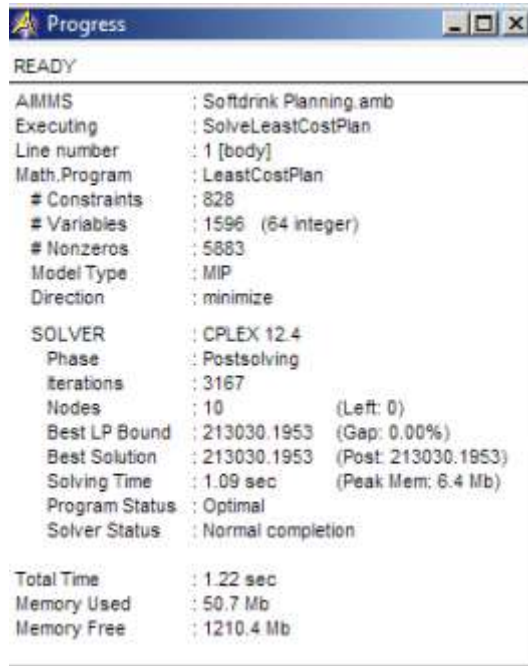 Progress
READY
AIMMS : Softdrink Planning.amb
Executing : SolveLeastCostPlan
Line number : 1 [body]
Math.Program : LeastCostPlan
# Constraints : 828
# Variables : 1596 (64 integer)
# Nonzeros : 5883
Model Type : MIP
Direction : minimize
SOLVER : CPLEX 12.4
Phase : Postsolving
Iterations : 3167
Nodes : 10 (Left: 0)
Best LP Bound : 213030.1953 (Gap: 0.00%)
Best Solution : 213030.1953 (Post: 213030.1953)
Solving Time : 1.09 sec (Peak Mem: 6.4 Mb)
Program Status : Optimal
Solver Status : Normal completion
Total Time : 1.22 sec
Memory Used : 50.7 Mb
Memory Free : 1210.4 Mb